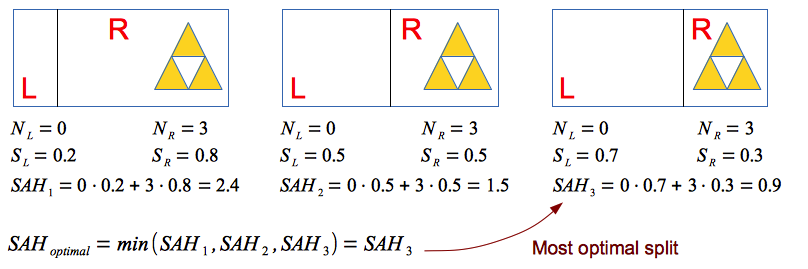 L R
L R
L R
N_L = 0 N_R = 3
N_L = 0 N_R = 3
N_L = 0 N_R = 3
S_L = 0.2 S_R = 0.8
S_L = 0.5 S_R = 0.5
S_L = 0.7 S_R = 0.3
SAH_1 = 0 · 0.2 + 3 · 0.8 = 2.4
SAH_2 = 0 · 0.5 + 3 · 0.5 = 1.5
SAH_3 = 0 · 0.7 + 3 · 0.3 = 0.9
SAH_optimal = min(SAH_1, SAH_2, SAH_3) = SAH_3
Most optimal split